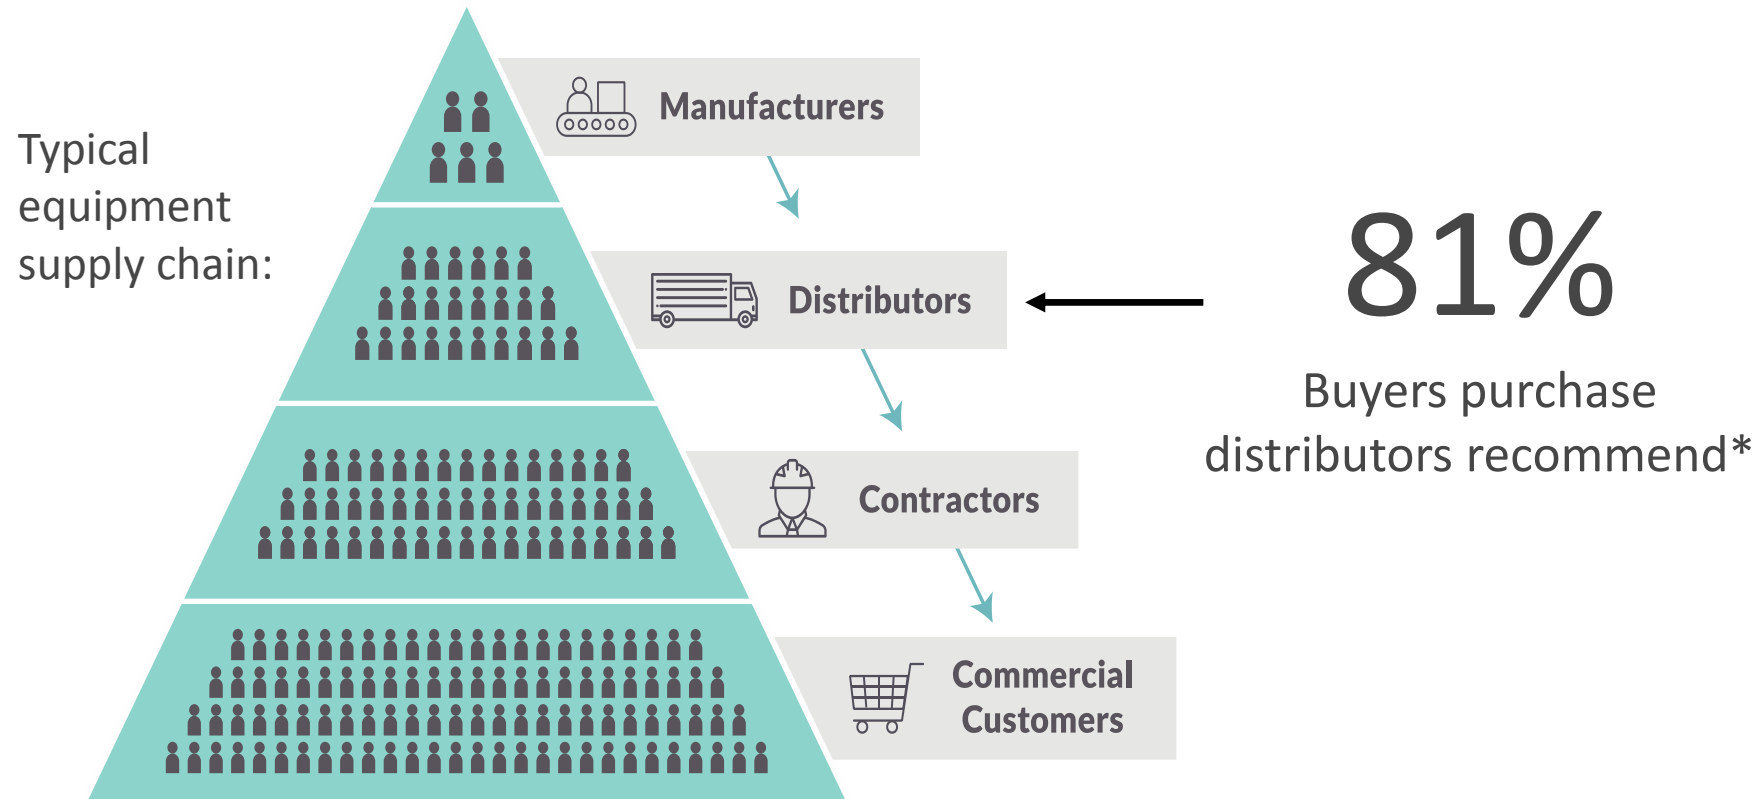 Typical
equipment
supply chain:
Manufacturers
Distributors
Contractors
Commercial
Customers
81%
Buyers purchase
distributors recommend*